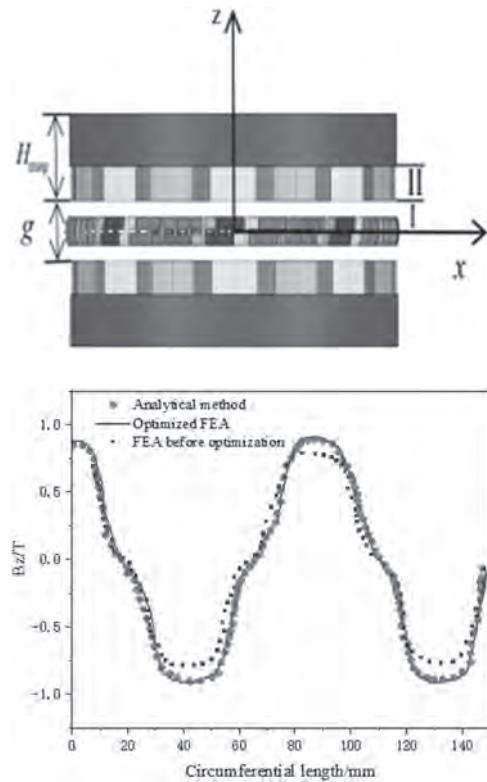 z
II
I
g
x
1.0
0.5
0.0
-0.5
-1.0
Bz/T
Analytical method
Optimized FEA
FEA before optimization
0 20 40 60 80 100 120 140
Circumferential length/mm